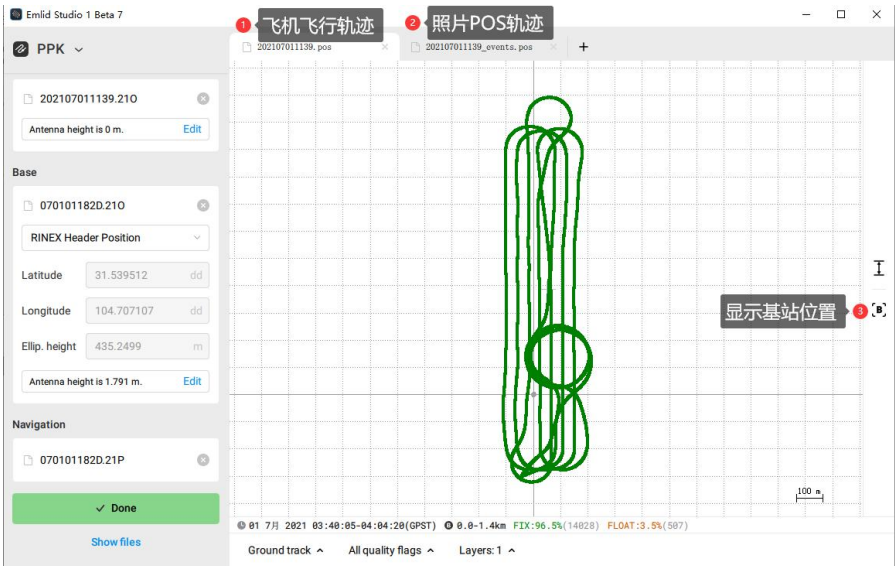 Emlid Studio 1 Beta 7
1 飞机飞行轨迹
2 照片POS轨迹
PPK
202107011139.pos
202107011139_events.pos
+
202107011139.21O
Antenna height is 0 m.
Edit
Base
070101182D.21O
RINEX Header Position
Latitude
31.539512
dd
Longitude
104.707107
dd
Ellip. height
435.2499
m
Antenna height is 1.791 m.
Edit
Navigation
070101182D.21P
Done
Show files
显示基站位置 3 [B]
100 m
01 7月 2021 03:40:05-04:04:20(GPST) B 0.0-1.4km FIX:96.5%(14028) FLOAT:3.5%(507)
Ground track
All quality flags
Layers: 1